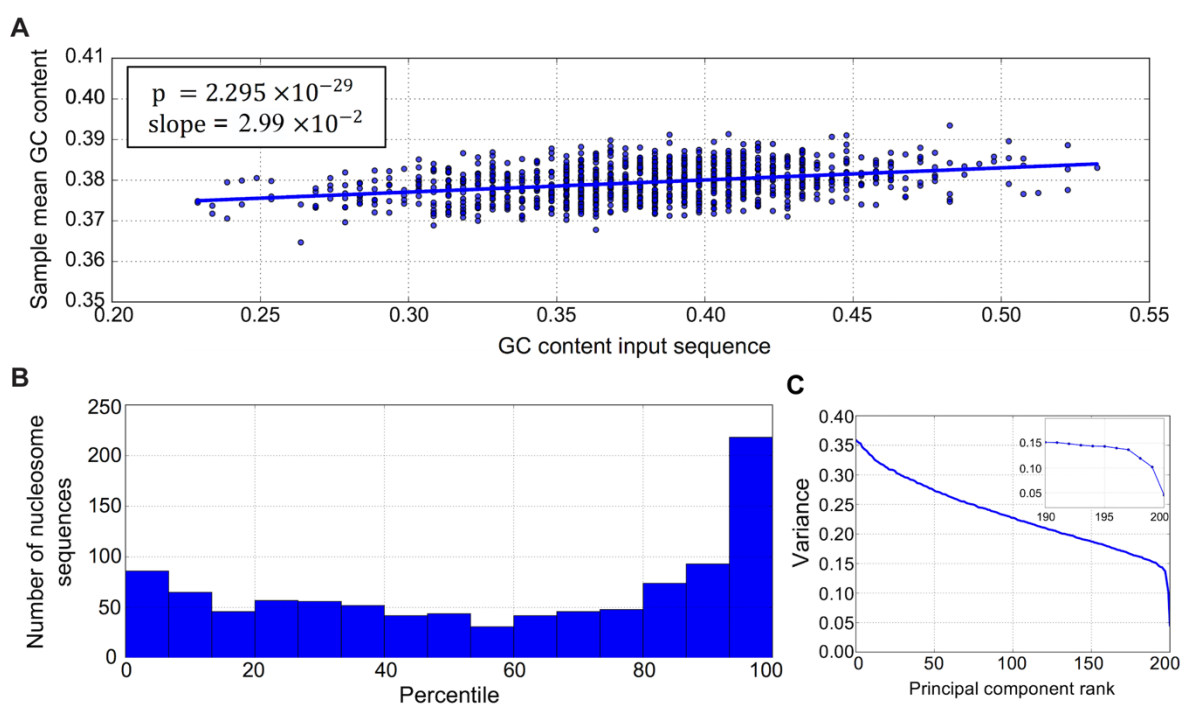 A
Sample mean GC content
0.41
0.40
0.39
0.38
0.37
0.36
0.35
p = 2.295 ×10⁻²⁹
slope = 2.99 ×10⁻²
0.20 0.25 0.30 0.35 0.40 0.45 0.50 0.55
GC content input sequence
B
Number of nucleosome
sequences
250
200
150
100
50
0
0 20 40 60 80 100
Percentile
C
Variance
0.40
0.35
0.30
0.25
0.20
0.15
0.10
0.05
0.00
0.15
0.10
0.05
190 195 200
0 50 100 150 200
Principal component rank